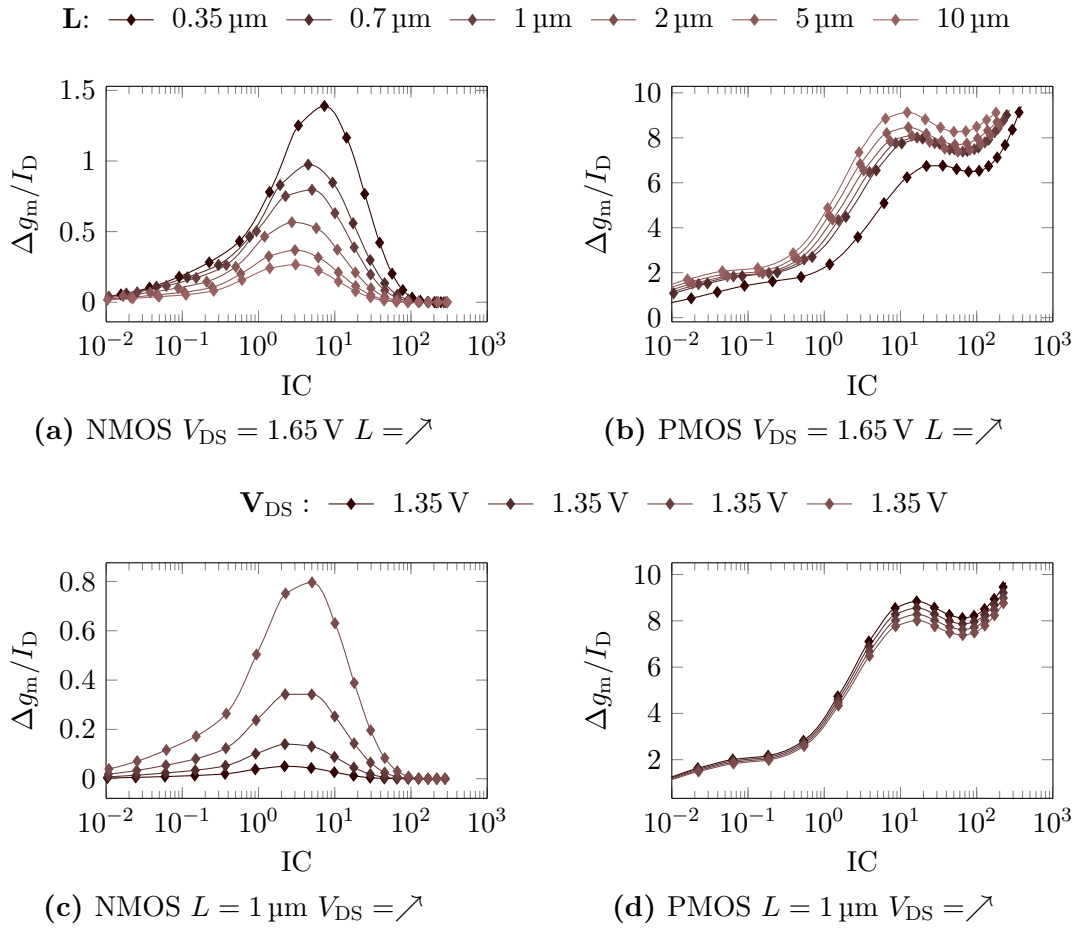 L: 0.35 µm 0.7 µm 1 µm 2 µm 5 µm 10 µm
1.5
1
0.5
0
Δgm/ID
10−2 10−1 100 101 102 103
IC
(a) NMOS VDS = 1.65 V L =↗
10
8
6
4
2
0
Δgm/ID
10−2 10−1 100 101 102 103
IC
(b) PMOS VDS = 1.65 V L =↗
VDS : 1.35 V 1.35 V 1.35 V 1.35 V
0.8
0.6
0.4
0.2
0
Δgm/ID
10−2 10−1 100 101 102 103
IC
(c) NMOS L = 1 µm VDS =↗
10
8
6
4
2
Δgm/ID
10−2 10−1 100 101 102 103
IC
(d) PMOS L = 1 µm VDS =↗